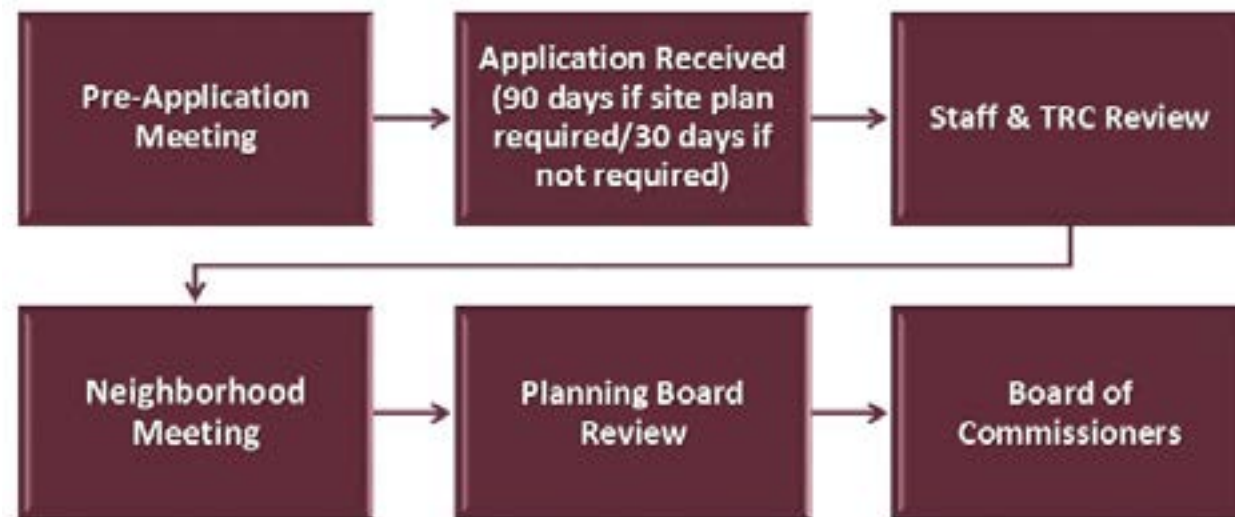 Pre-Application
Meeting
Application Received
(90 days if site plan
required/30 days if
not required)
Staff & TRC Review
Neighborhood
Meeting
Planning Board
Review
Board of
Commissioners